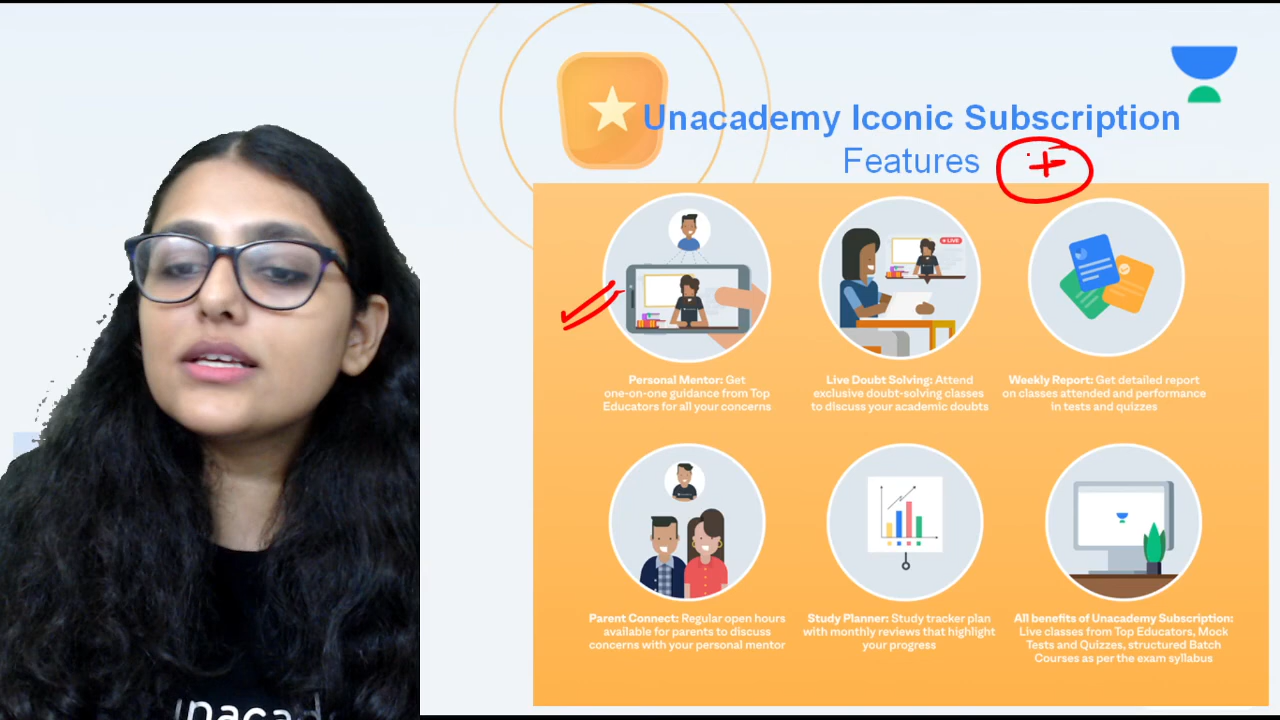 Unacademy Iconic Subscription
Features
+
LIVE
Personal Mentor: Get
one-on-one guidance from Top
Educators for all your concerns
Live Doubt Solving: Attend
exclusive doubt-solving classes
to discuss your academic doubts
Weekly Report: Get detailed report
on classes attended and performance
in tests and quizzes
Parent Connect: Regular open hours
available for parents to discuss
concerns with your personal mentor
Study Planner: Study tracker plan
with monthly reviews that highlight
your progress
All benefits of Unacademy Subscription:
Live classes from Top Educators, Mock
Tests and Quizzes, structured Batch
Courses as per the exam syllabus